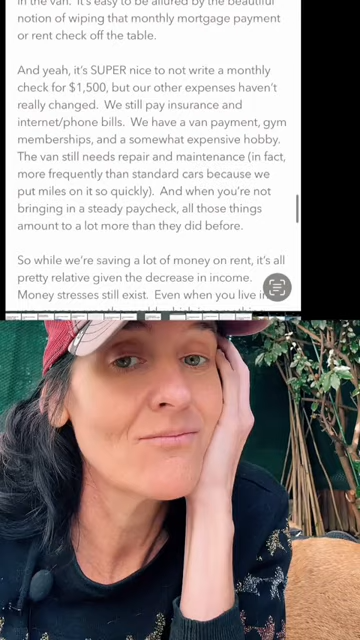 in the van. It's easy to be allured by the beautiful
notion of wiping that monthly mortgage payment
or rent check off the table.
And yeah, it's SUPER nice to not write a monthly
check for $1,500, but our other expenses haven't
really changed. We still pay insurance and
internet/phone bills. We have a van payment, gym
memberships, and a somewhat expensive hobby.
The van still needs repair and maintenance (in fact,
more frequently than standard cars because we
put miles on it so quickly). And when you're not
bringing in a steady paycheck, all those things
amount to a lot more than they did before.
So while we're saving a lot of money on rent, it's all
pretty relative given the decrease in income.
Money stresses still exist. Even when you live in